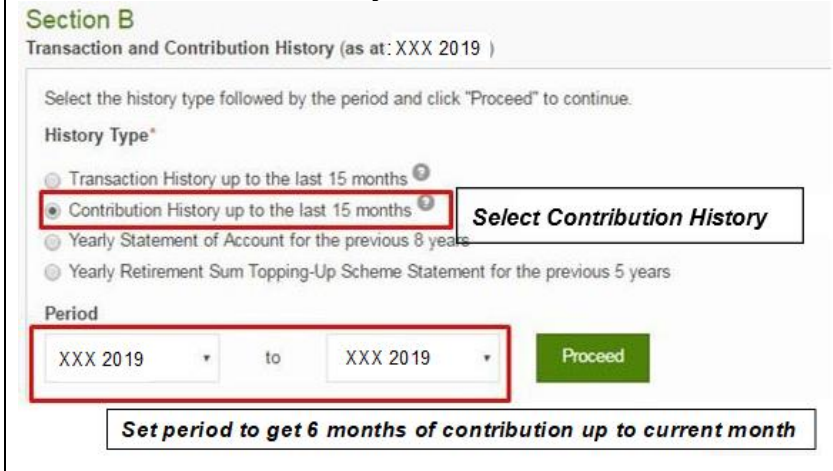 Section B
Transaction and Contribution History (as at: XXX 2019 )
Select the history type followed by the period and click "Proceed" to continue.
History Type*
Transaction History up to the last 15 months ?
Contribution History up to the last 15 months ?
Select Contribution History
Yearly Statement of Account for the previous 8 years
Yearly Retirement Sum Topping-Up Scheme Statement for the previous 5 years
Period
XXX 2019 to XXX 2019 Proceed
Set period to get 6 months of contribution up to current month